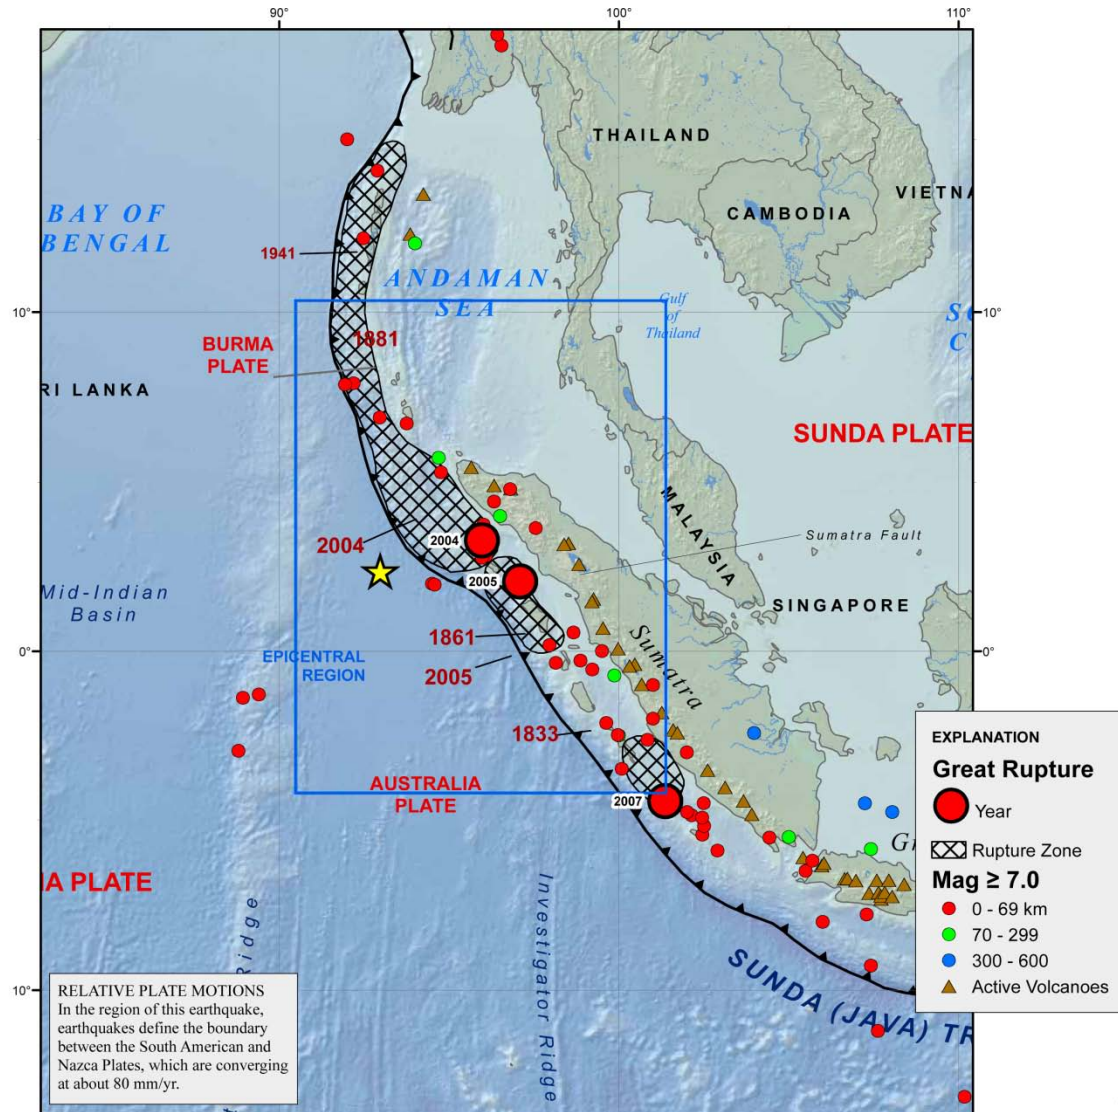 90°
100°
110°
THAILAND
VIETNA
CAMBODIA
BAY OF
BENGAL
1941
ANDAMAN
SEA
Gulf
of
Thailand
10°
10°
S
C
1881
BURMA
PLATE
RI LANKA
SUNDA PLATE
MALAYSIA
Sumatra Fault
2004
2004
2005
Mid-Indian
Basin
SINGAPORE
1861
Sumatra
0°
0°
EPICENTRAL
REGION
2005
1833
AUSTRALIA
PLATE
2007
EXPLANATION
Great Rupture
Year
Rupture Zone
Mag ≥ 7.0
0 - 69 km
70 - 299
300 - 600
Active Volcanoes
G
IA PLATE
Ridge
Investigator Ridge
SUNDA (JAVA) TR
10°
RELATIVE PLATE MOTIONS
In the region of this earthquake,
earthquakes define the boundary
between the South American and
Nazca Plates, which are converging
at about 80 mm/yr.